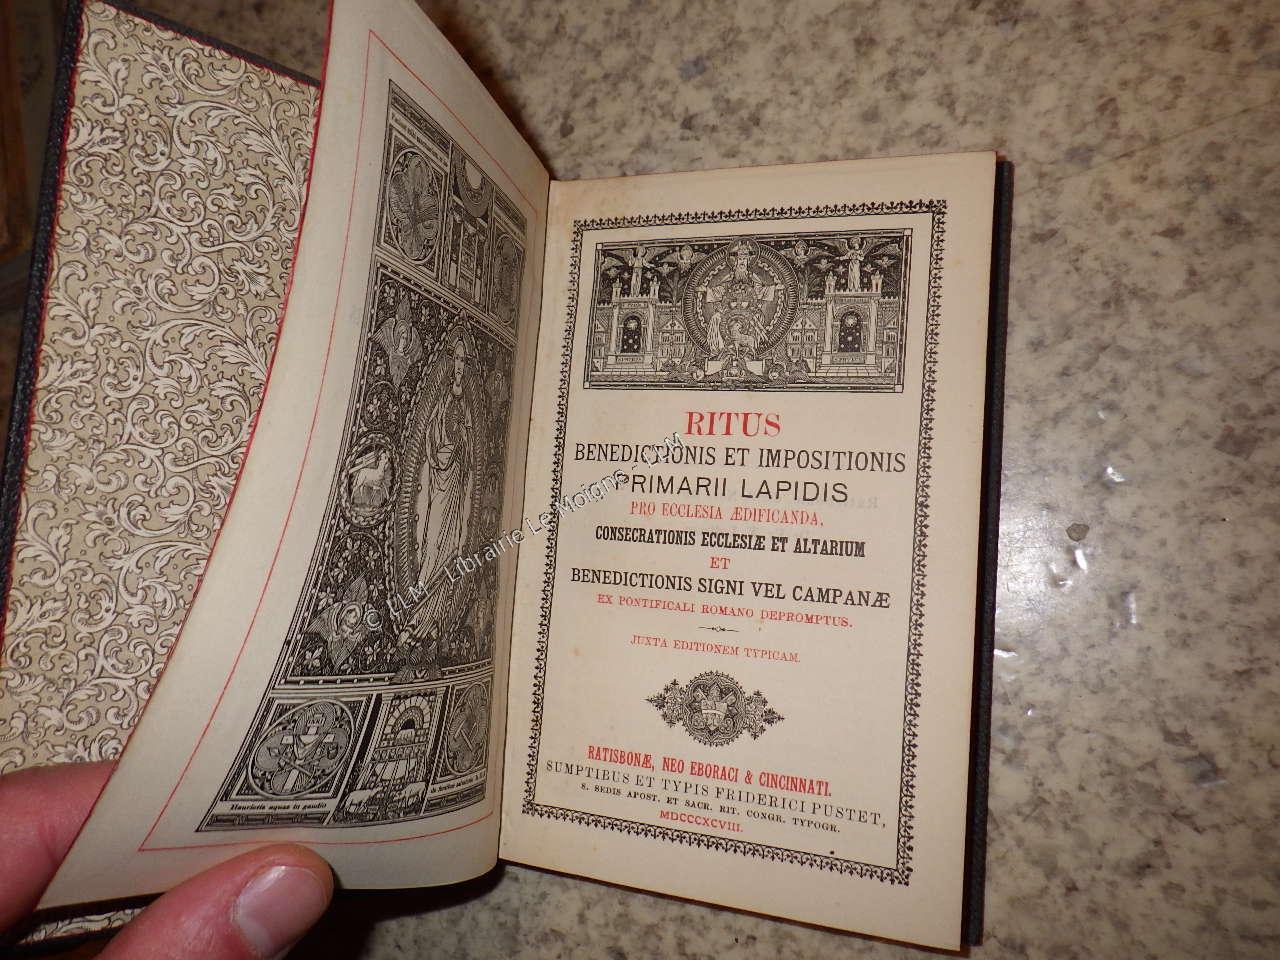 Haurietis aquas in gaudio
RITUS
BENEDICTIONIS ET IMPOSITIONIS
PRIMARII LAPIDIS
PRO ECCLESIA ÆDIFICANDA,
CONSECRATIONIS ECCLESIÆ ET ALTARIUM
ET
BENEDICTIONIS SIGNI VEL CAMPANÆ
EX PONTIFICALI ROMANO DEPROMPTUS.
JUXTA EDITIONEM TYPICAM.
RATISBONÆ, NEO EBORACI & CINCINNATI.
SUMPTIBUS ET TYPIS FRIDERICI PUSTET,
S. SEDIS APOST. ET SACR. RIT. CONGR. TYPOGR.
MDCCCXCVIII.
© LLM - Librairie Le Moigne - LLM